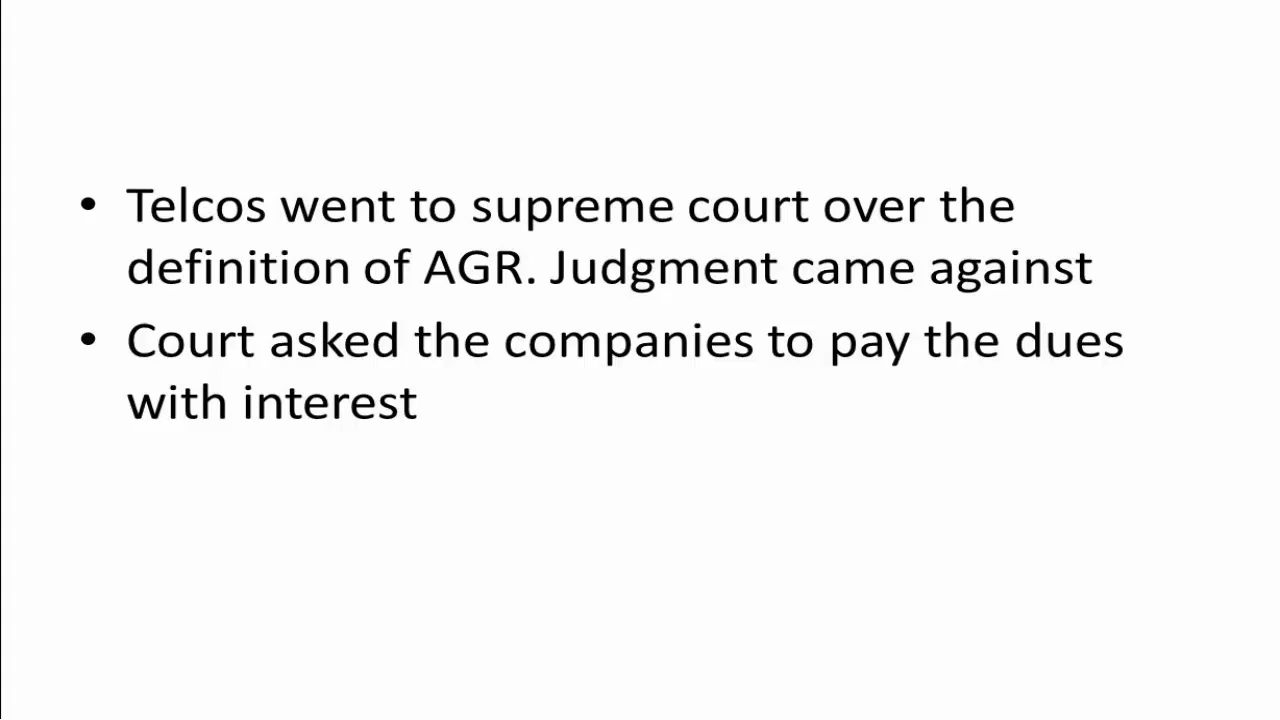 • Telcos went to supreme court over the
definition of AGR. Judgment came against
• Court asked the companies to pay the dues
with interest